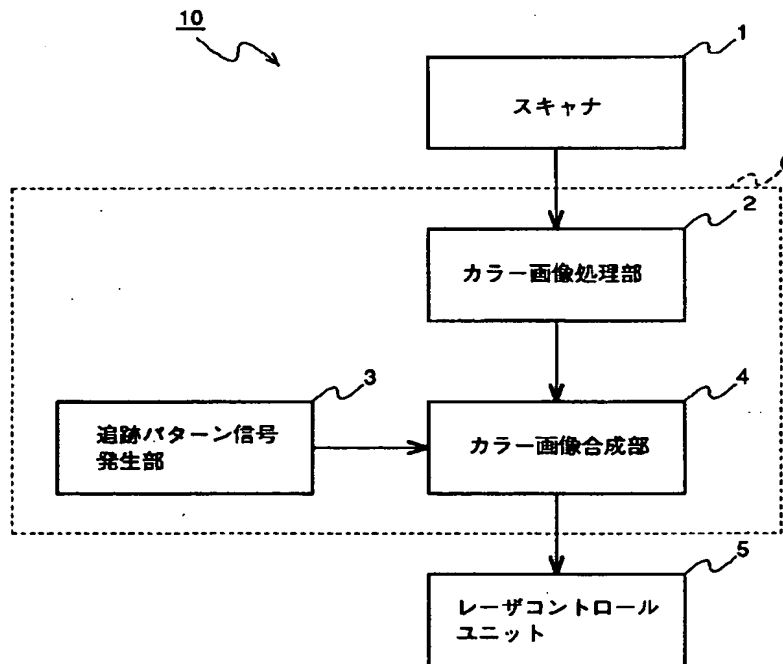 10
1
スキャナ
2
カラー画像処理部
3
追跡パターン信号
発生部
4
カラー画像合成部
5
レーザコントロール
ユニット